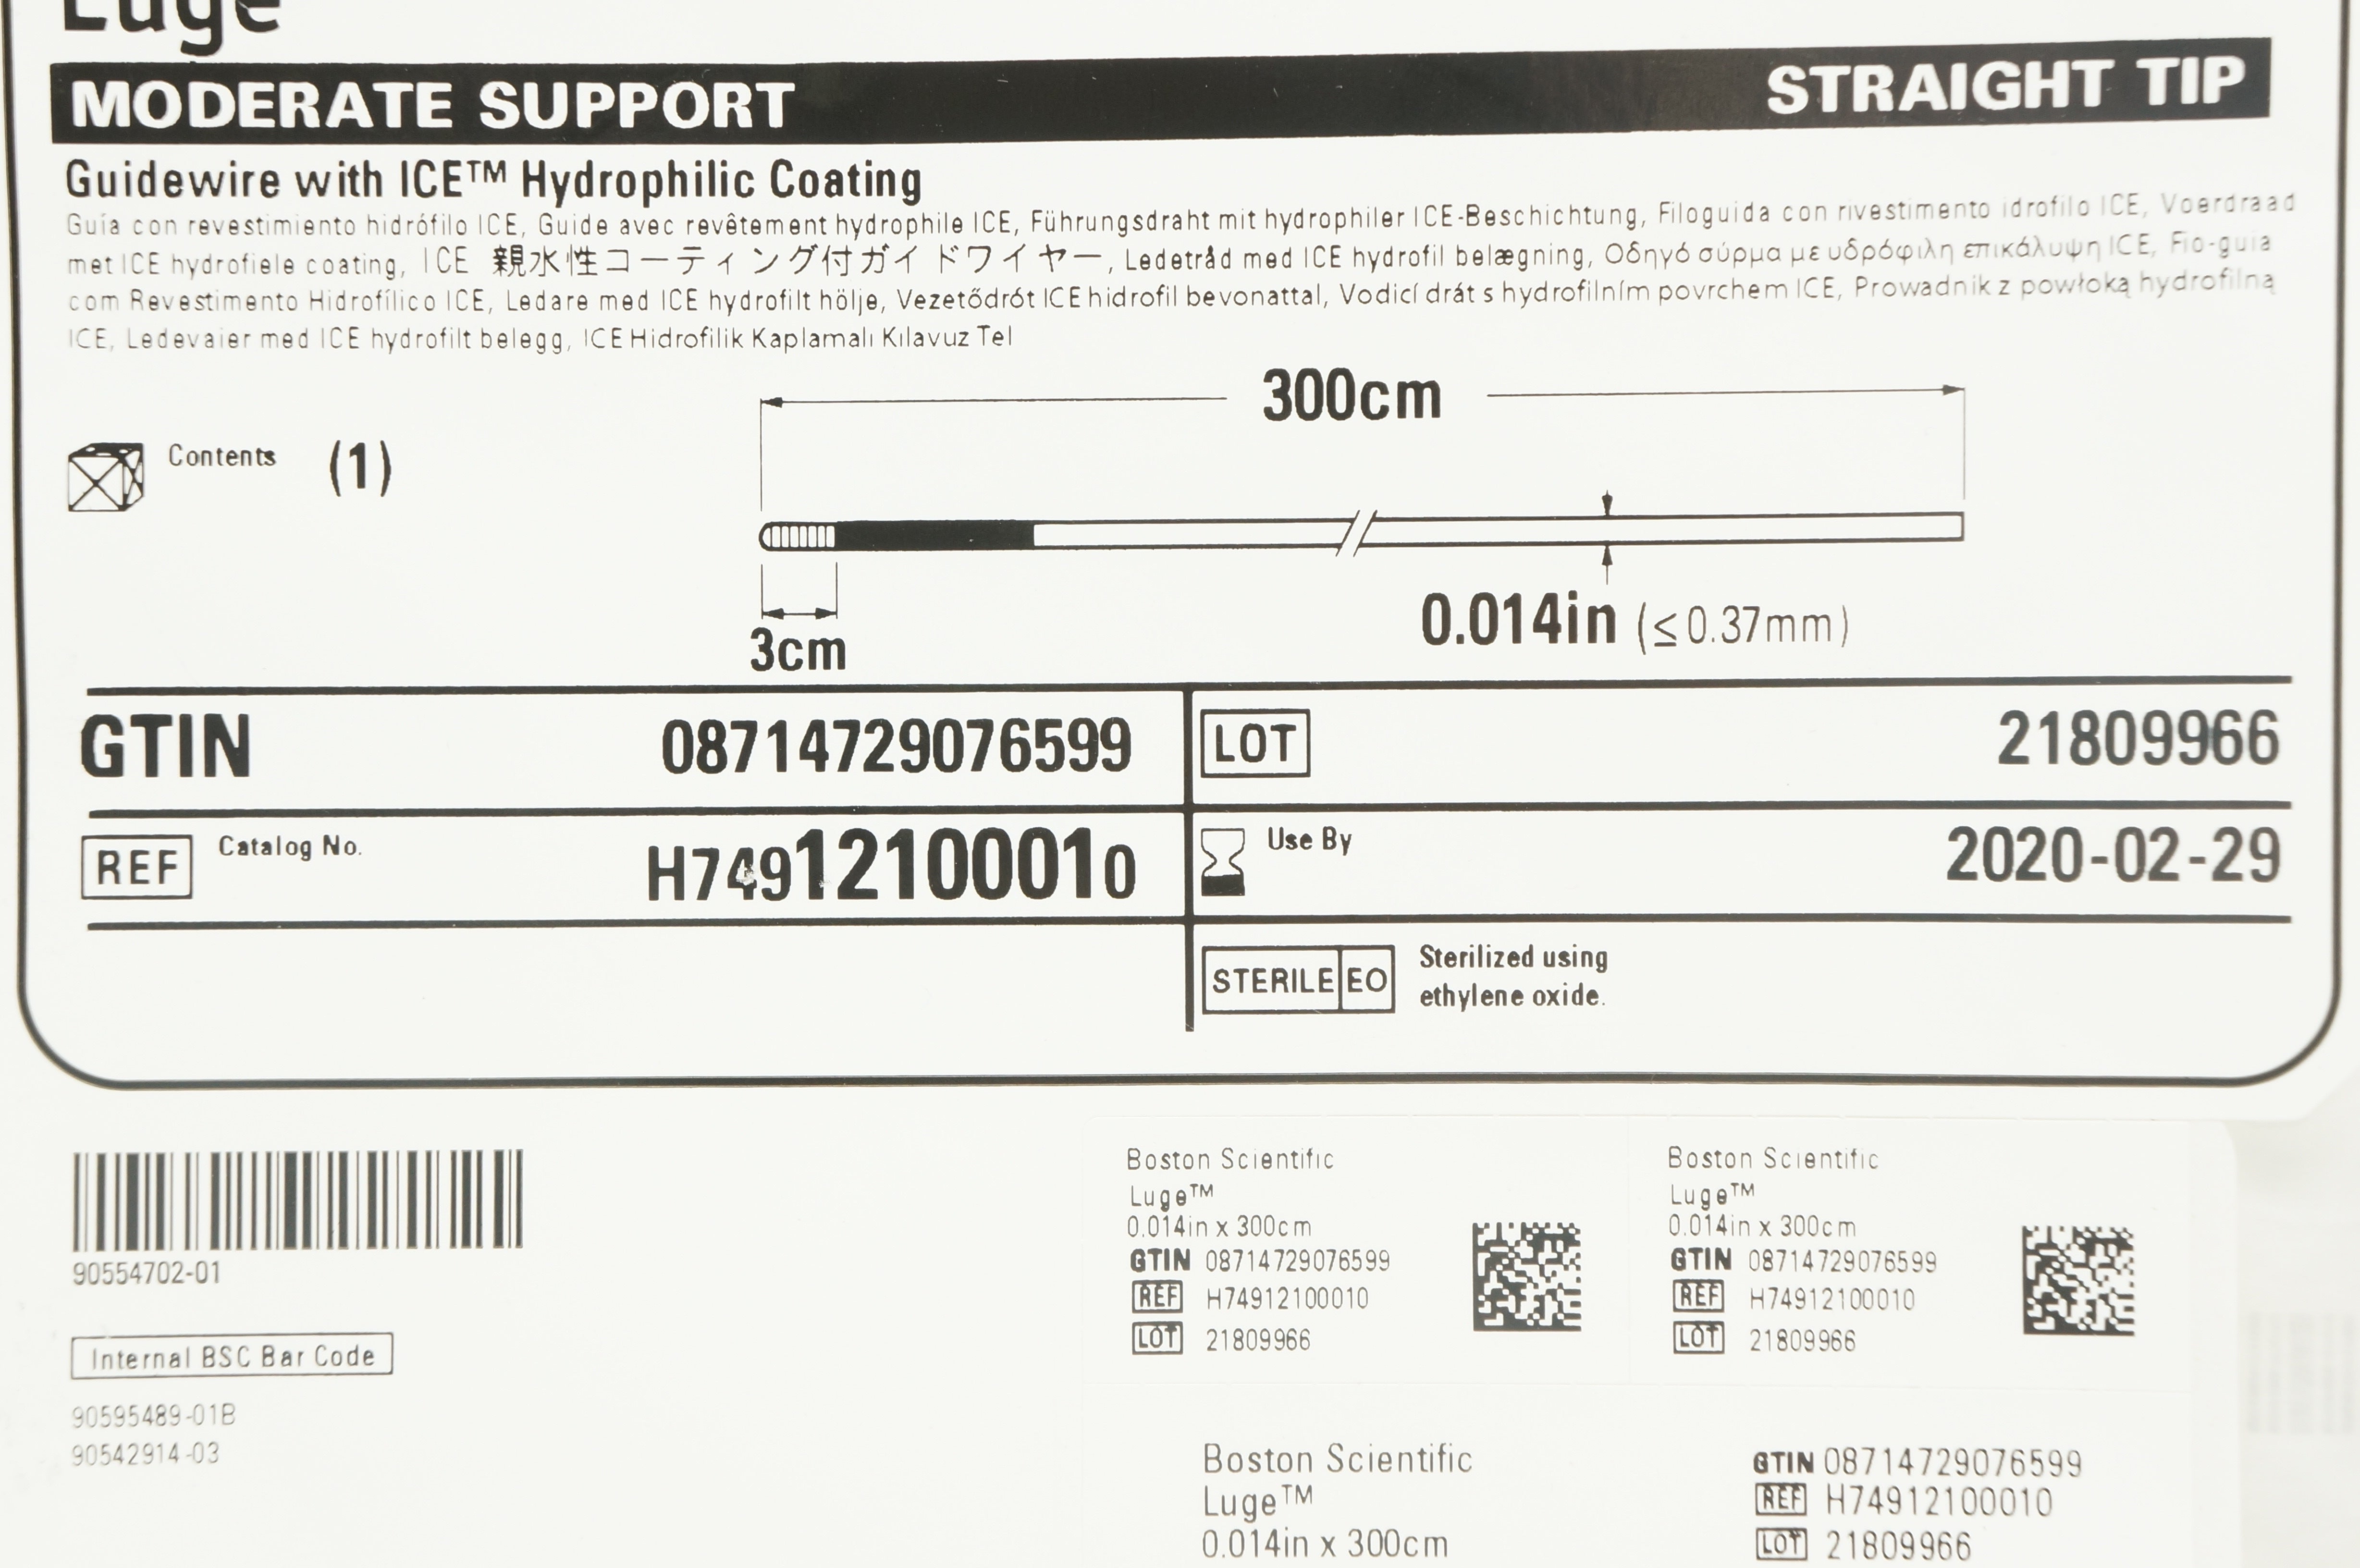 Luge
MODERATE SUPPORT STRAIGHT TIP
Guidewire with ICE™ Hydrophilic Coating
Guía con revestimiento hidrófilo ICE, Guide avec revêtement hydrophile ICE, Führungsdraht mit hydrophiler ICE-Beschichtung, Filoguida con rivestimento idrofilo ICE, Voerdraad
met ICE hydrofiele coating, ICE 親水性コーティング付ガイドワイヤー, Ledetråd med ICE hydrofil belægning, Οδηγό σύρμα με υδρόφιλη επικάλυψη ICE, Fio-guia
com Revestimento Hidrofílico ICE, Ledare med ICE hydrofilt hölje, Vezetődrót ICE hidrofil bevonattal, Vodicí drát s hydrofilním povrchem ICE, Prowadnik z powłoką hydrofilną
ICE, Ledevaier med ICE hydrofilt belegg, ICE Hidrofilik Kaplamalı Kılavuz Tel
300cm
Contents (1)
0.014in (≤0.37mm)
3cm
GTIN 08714729076599 LOT 21809966
REF Catalog No. H74912100010 Use By 2020-02-29
STERILE EO Sterilized using
ethylene oxide.
90554702-01
Internal BSC Bar Code
90595489-01B
90542914-03
Boston Scientific
Luge™
0.014in x 300cm
GTIN 08714729076599
REF H74912100010
LOT 21809966
Boston Scientific
Luge™
0.014in x 300cm
GTIN 08714729076599
REF H74912100010
LOT 21809966
Boston Scientific
Luge™
0.014in x 300cm
GTIN 08714729076599
REF H74912100010
LOT 21809966